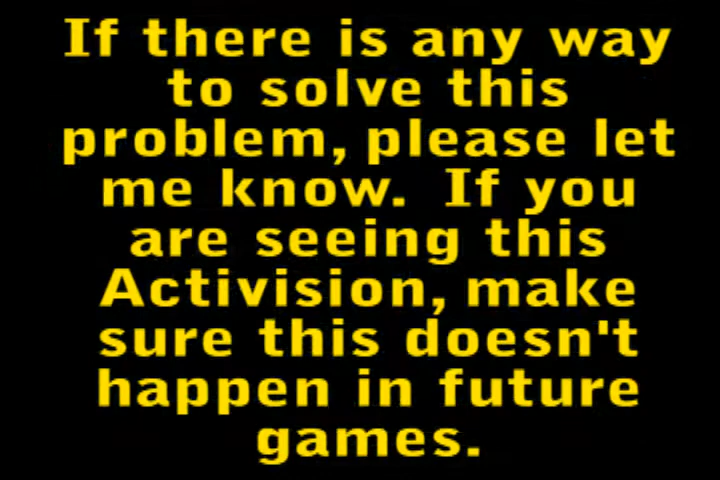 If there is any way
to solve this
problem, please let
me know.  If you
are seeing this
Activision, make
sure this doesn't
happen in future
games.